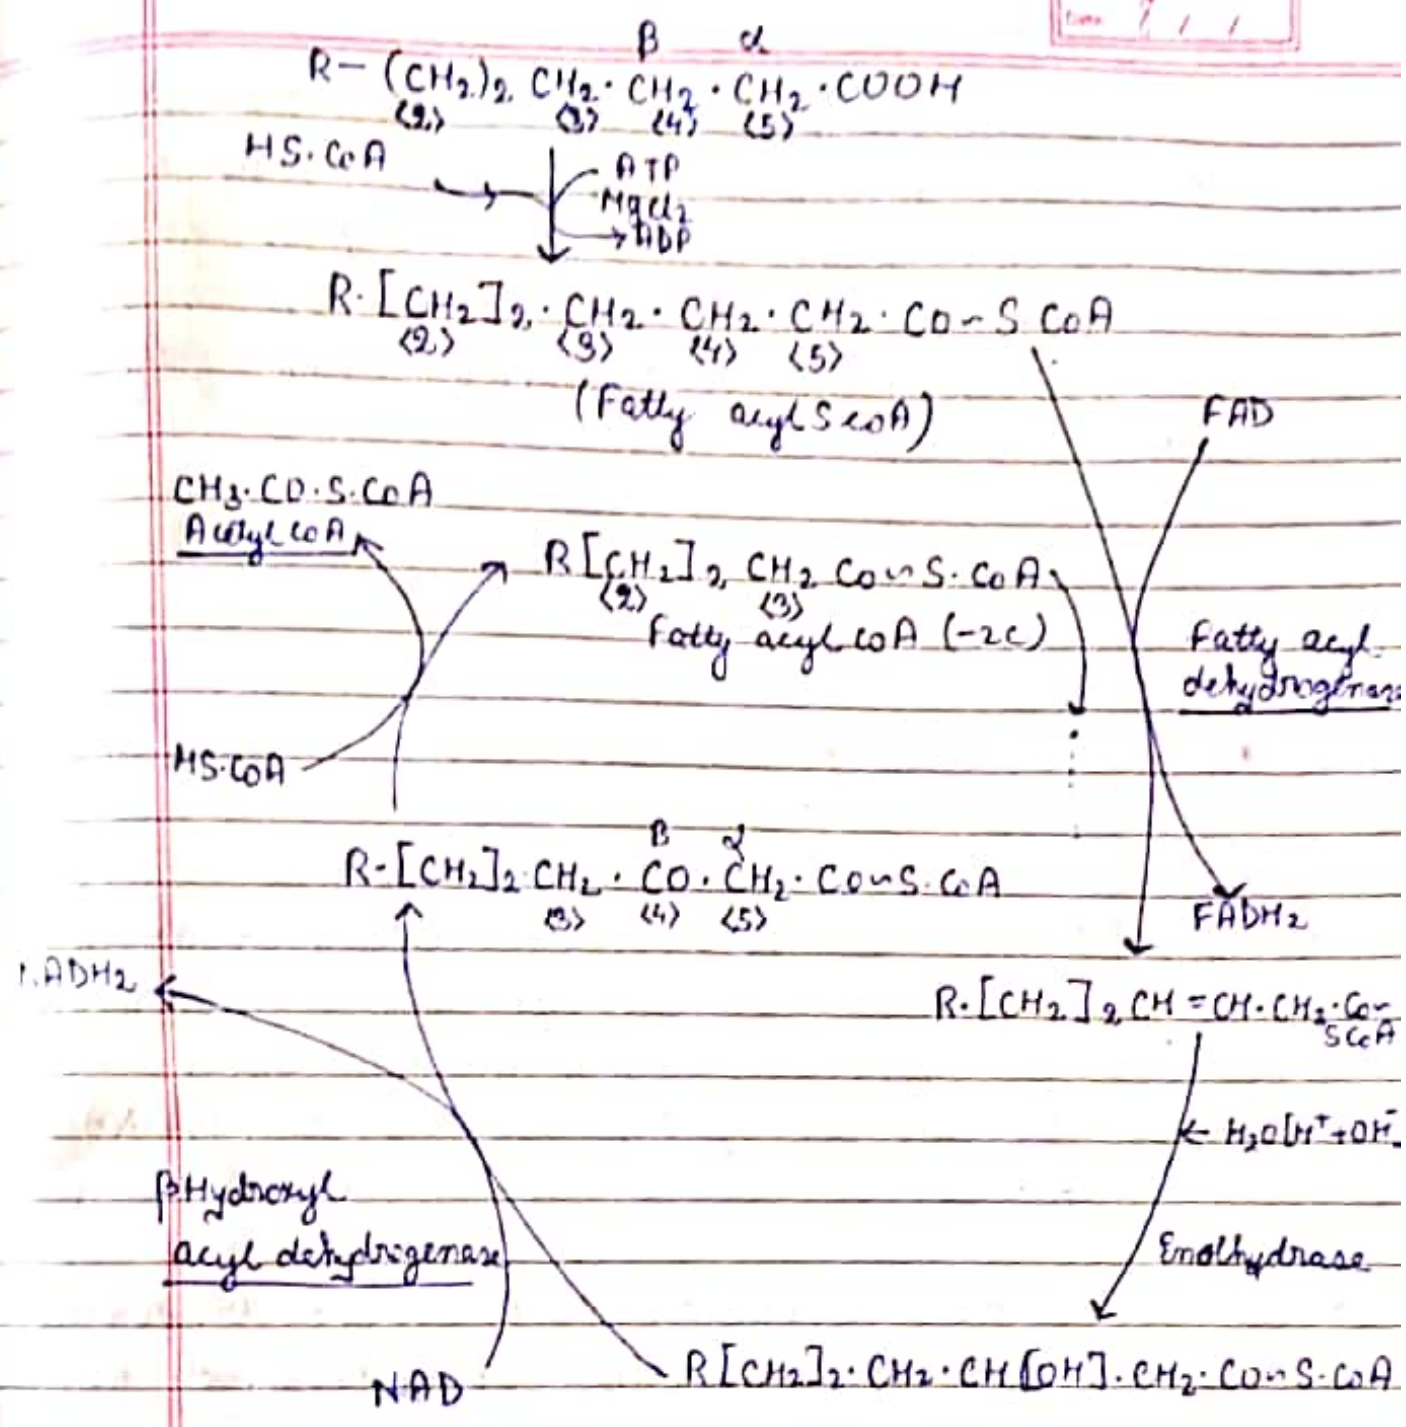 Date / /
β α
R- (CH₂)₂ CH₂ · CH₂ · CH₂ · COOH
<2> <3> <4> <5>
HS.CoA
ATP
MgCl₂
ADP
R· [CH₂]₂ · CH₂ · CH₂ · CH₂ · CO~S CoA
<2> <3> <4> <5>
(Fatty acyl S CoA)
FAD
CH₃·CO·S·CoA
Acetyl CoA
R[CH₂]₂ CH₂ CO~S·CoA
<2> <3>
Fatty acyl CoA (-2C)
Fatty acyl
dehydrogenase
HS·CoA
β α
R-[CH₂]₂ CH₂ · CO · CH₂ · CO~S·CoA
<3> <4> <5>
FADH₂
NADH₂
R·[CH₂]₂ CH=CH·CH₂·CO~
SCoA
← H₂O[H⁺+OH⁻]
β Hydroxyl
acyl dehydrogenase
Enolhydrase
R[CH₂]₂·CH₂·CH[OH]·CH₂·CO~S·CoA
NAD